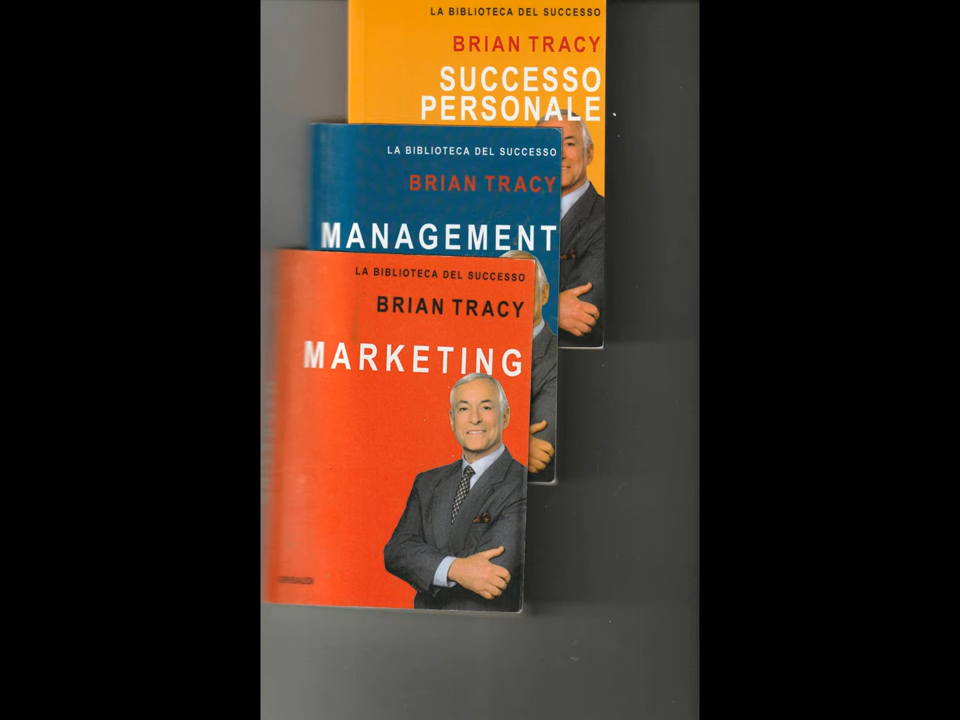 LA BIBLIOTECA DEL SUCCESSO
BRIAN TRACY
SUCCESSO
PERSONALE
LA BIBLIOTECA DEL SUCCESSO
BRIAN TRACY
MANAGEMENT
LA BIBLIOTECA DEL SUCCESSO
BRIAN TRACY
MARKETING